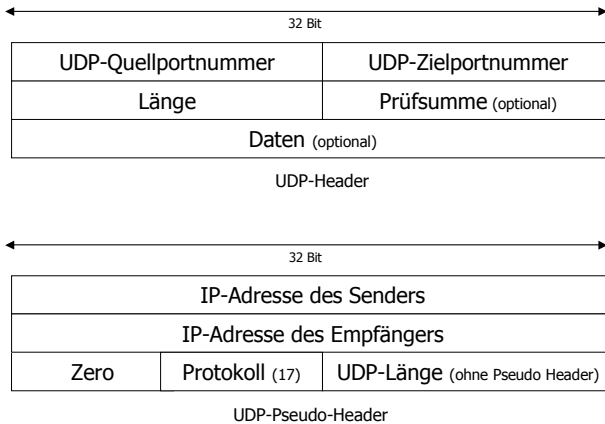 32 Bit
UDP-Quellportnummer UDP-Zielportnummer
Länge Prüfsumme (optional)
Daten (optional)
UDP-Header
32 Bit
IP-Adresse des Senders
IP-Adresse des Empfängers
Zero Protokoll (17) UDP-Länge (ohne Pseudo Header)
UDP-Pseudo-Header